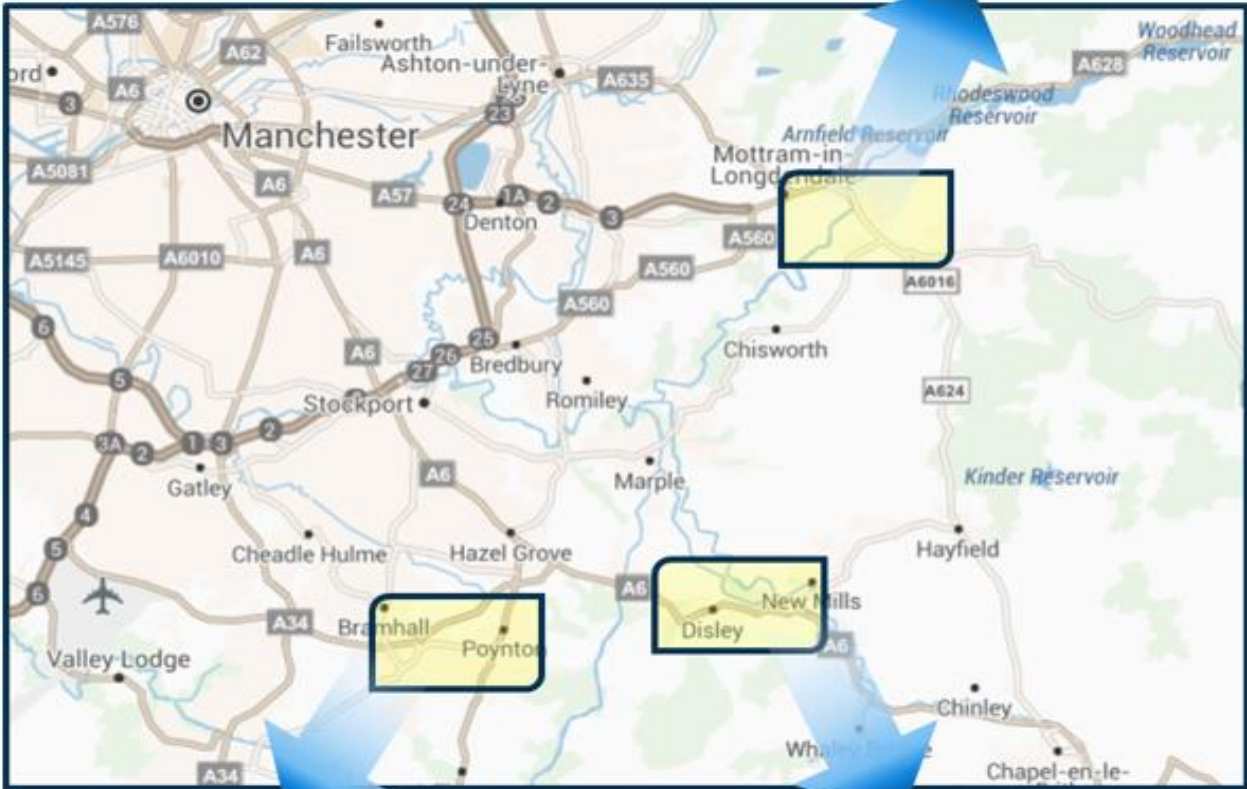 A576
Failsworth
A62
Woodhead
Reservoir
Ashton-under-
Lyne
A635
A628
ord
A6
3
23
Rhodeswood
Reservoir
Manchester
Arnfield Reservoir
Mottram-in-
Longdendale
A5081
A6
A57
24
1A
2
3
Denton
A560
A5145
A6010
A6
A560
A6016
A560
6
25
A6
26
Bredbury
Chisworth
27
5
Romiley
A624
Stockport
3A
2
1
3
2
Gatley
A6
Marple
Kinder Reservoir
4
5
Cheadle Hulme
Hazel Grove
Hayfield
6
A6
New Mills
A34
Bramhall
Disley
Poynton
A6
Valley Lodge
Chinley
A34
Chapel-en-le-